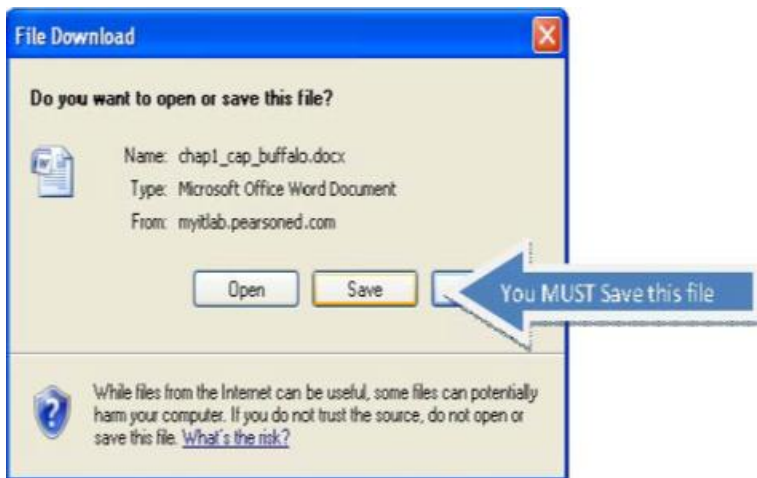 File Download
Do you want to open or save this file?
Name: chap1_cap_buffalo.docx
Type: Microsoft Office Word Document
From: myitlab.pearsoned.com
Open
Save
You MUST Save this file
While files from the Internet can be useful, some files can potentially
harm your computer. If you do not trust the source, do not open or
save this file. What's the risk?